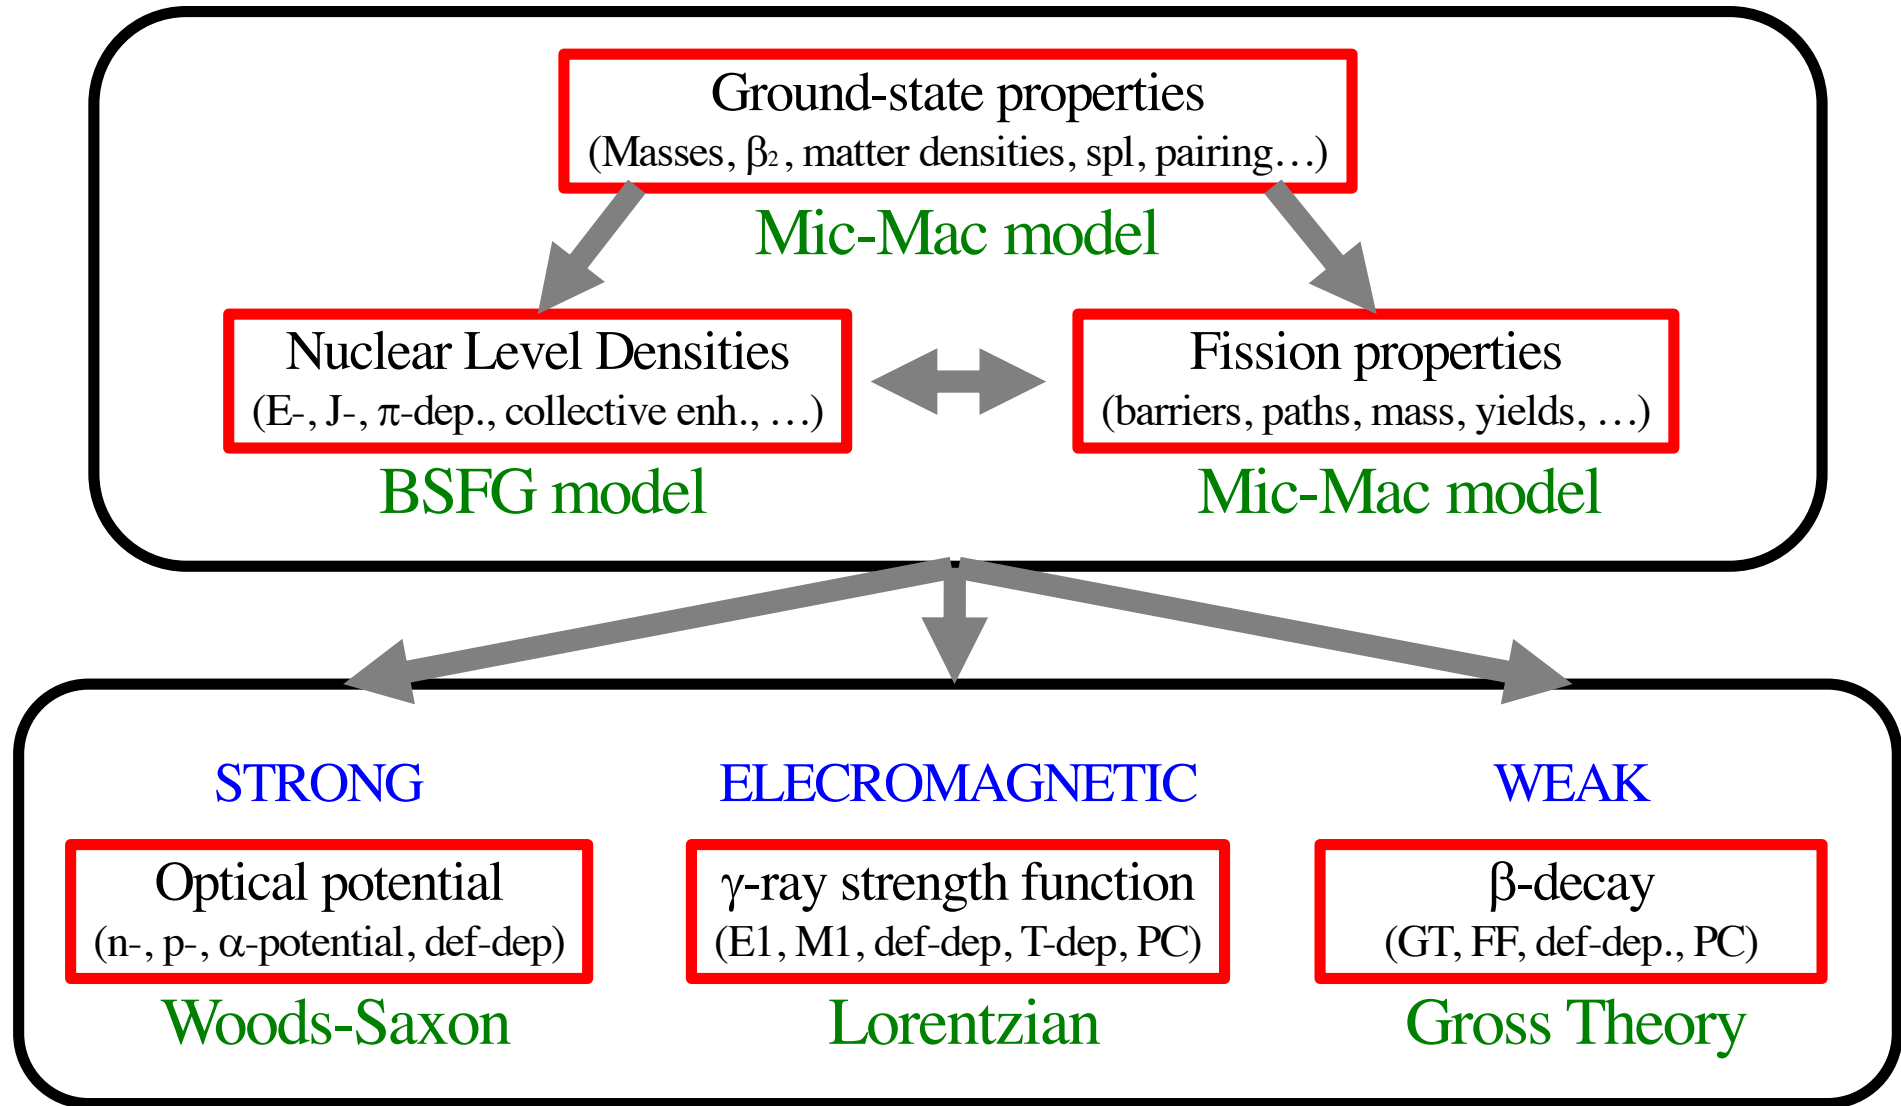 Ground-state properties
(Masses, β₂, matter densities, spl, pairing…)
Mic-Mac model
Nuclear Level Densities
(E-, J-, π-dep., collective enh., …)
BSFG model
Fission properties
(barriers, paths, mass, yields, …)
Mic-Mac model
STRONG
ELECROMAGNETIC
WEAK
Optical potential
(n-, p-, α-potential, def-dep)
Woods-Saxon
γ-ray strength function
(E1, M1, def-dep, T-dep, PC)
Lorentzian
β-decay
(GT, FF, def-dep., PC)
Gross Theory